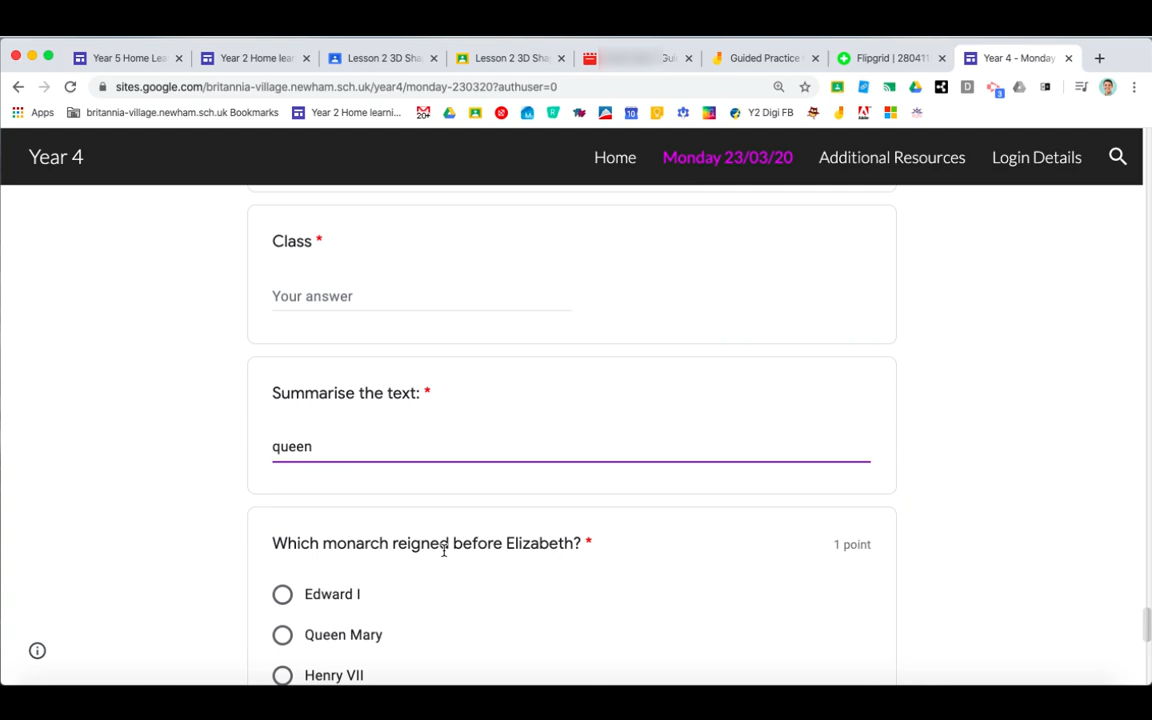 Year 5 Home Lea
Year 2 Home lear
Lesson 2 3D Sha
Lesson 2 3D Sha
Gui
Guided Practice
Flipgrid | 280411
Year 4 - Monday
sites.google.com/britannia-village.newham.sch.uk/year4/monday-230320?authuser=0
Apps
britannia-village.newham.sch.uk Bookmarks
Year 2 Home learni...
Y2 Digi FB
Year 4
Home
Monday 23/03/20
Additional Resources
Login Details
Class *
Your answer
Summarise the text: *
queen
Which monarch reigned before Elizabeth? *
1 point
Edward I
Queen Mary
Henry VII